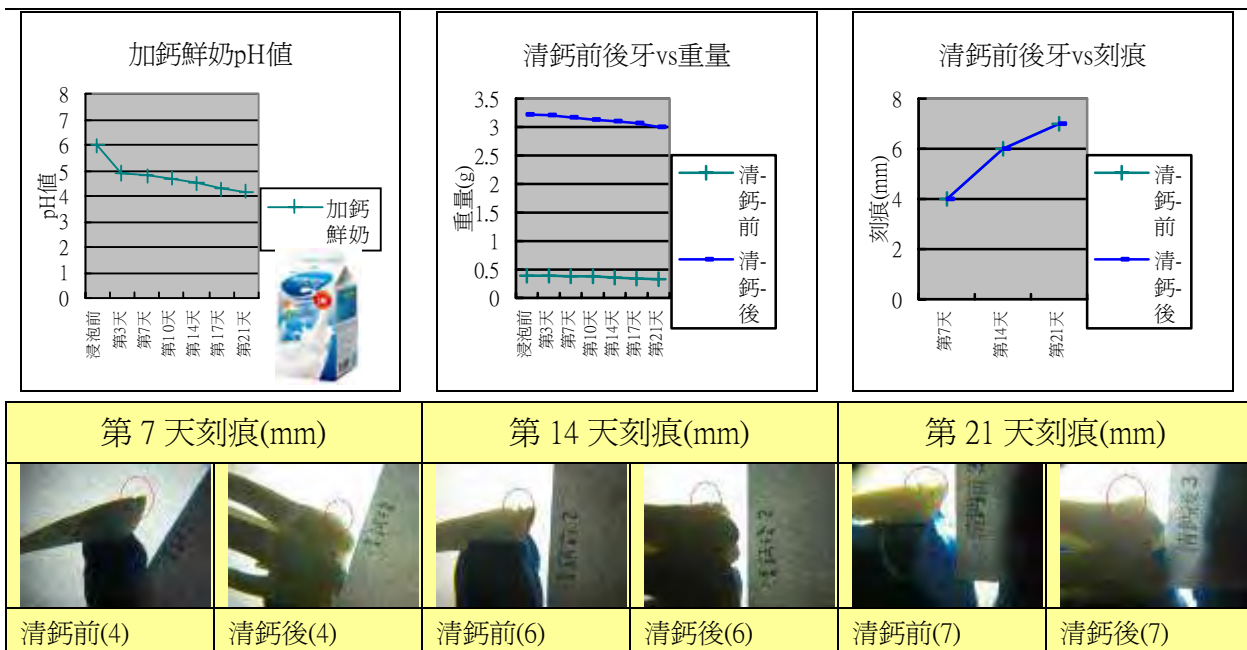 加鈣鮮奶pH值
8
7
6
5
4
3
2
1
0
pH值
浸泡前
第3天
第7天
第10天
第14天
第17天
第21天
加鈣
鮮奶
清鈣前後牙vs重量
3.5
3
2.5
2
1.5
1
0.5
0
重量(g)
浸泡前
第3天
第7天
第10天
第14天
第17天
第21天
清-
鈣-
前
清-
鈣-
後
清鈣前後牙vs刻痕
8
6
4
2
0
刻痕(mm)
第7天
第14天
第21天
清-
鈣-
前
清-
鈣-
後
第 7 天刻痕(mm) 第 14 天刻痕(mm) 第 21 天刻痕(mm)
清鈣後3
清鈣前(4) 清鈣後(4) 清鈣前(6) 清鈣後(6) 清鈣前(7) 清鈣後(7)